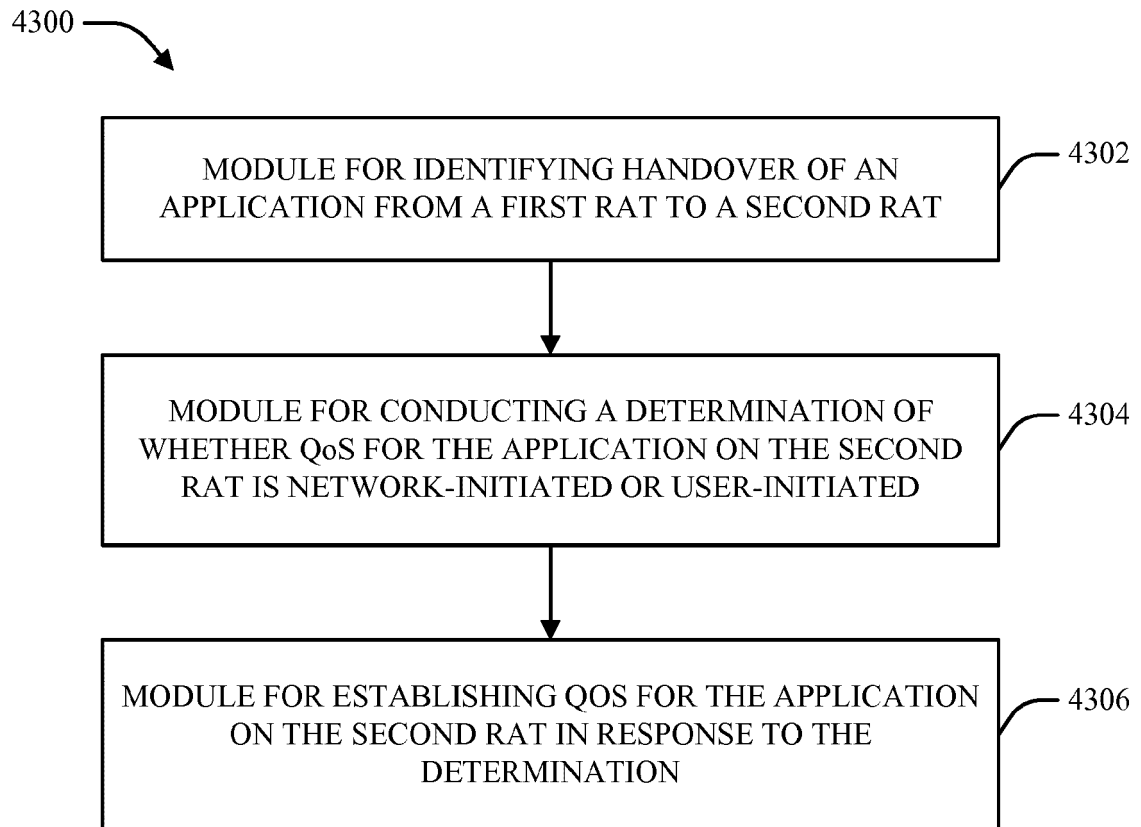 4300
MODULE FOR IDENTIFYING HANDOVER OF AN
APPLICATION FROM A FIRST RAT TO A SECOND RAT
4302
MODULE FOR CONDUCTING A DETERMINATION OF
WHETHER QoS FOR THE APPLICATION ON THE SECOND
RAT IS NETWORK-INITIATED OR USER-INITIATED
4304
MODULE FOR ESTABLISHING QOS FOR THE APPLICATION
ON THE SECOND RAT IN RESPONSE TO THE
DETERMINATION
4306